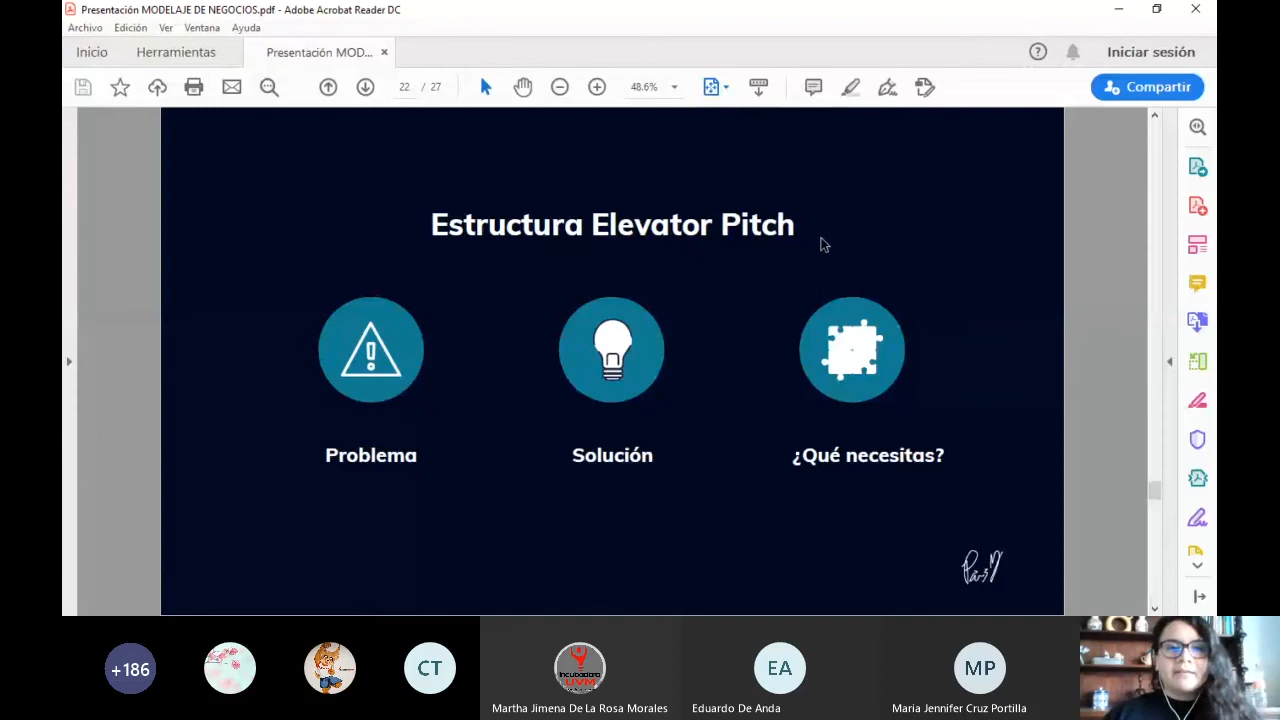 Presentación MODELAJE DE NEGOCIOS.pdf - Adobe Acrobat Reader DC
Archivo Edición Ver Ventana Ayuda
Inicio Herramientas Presentación MOD... × Iniciar sesión
22 / 27 48.6% Compartir
Estructura Elevator Pitch
Problema Solución ¿Qué necesitas?
+186 CT EA MP
Incubadora
UVM
Martha Jimena De La Rosa Morales Eduardo De Anda Maria Jennifer Cruz Portilla